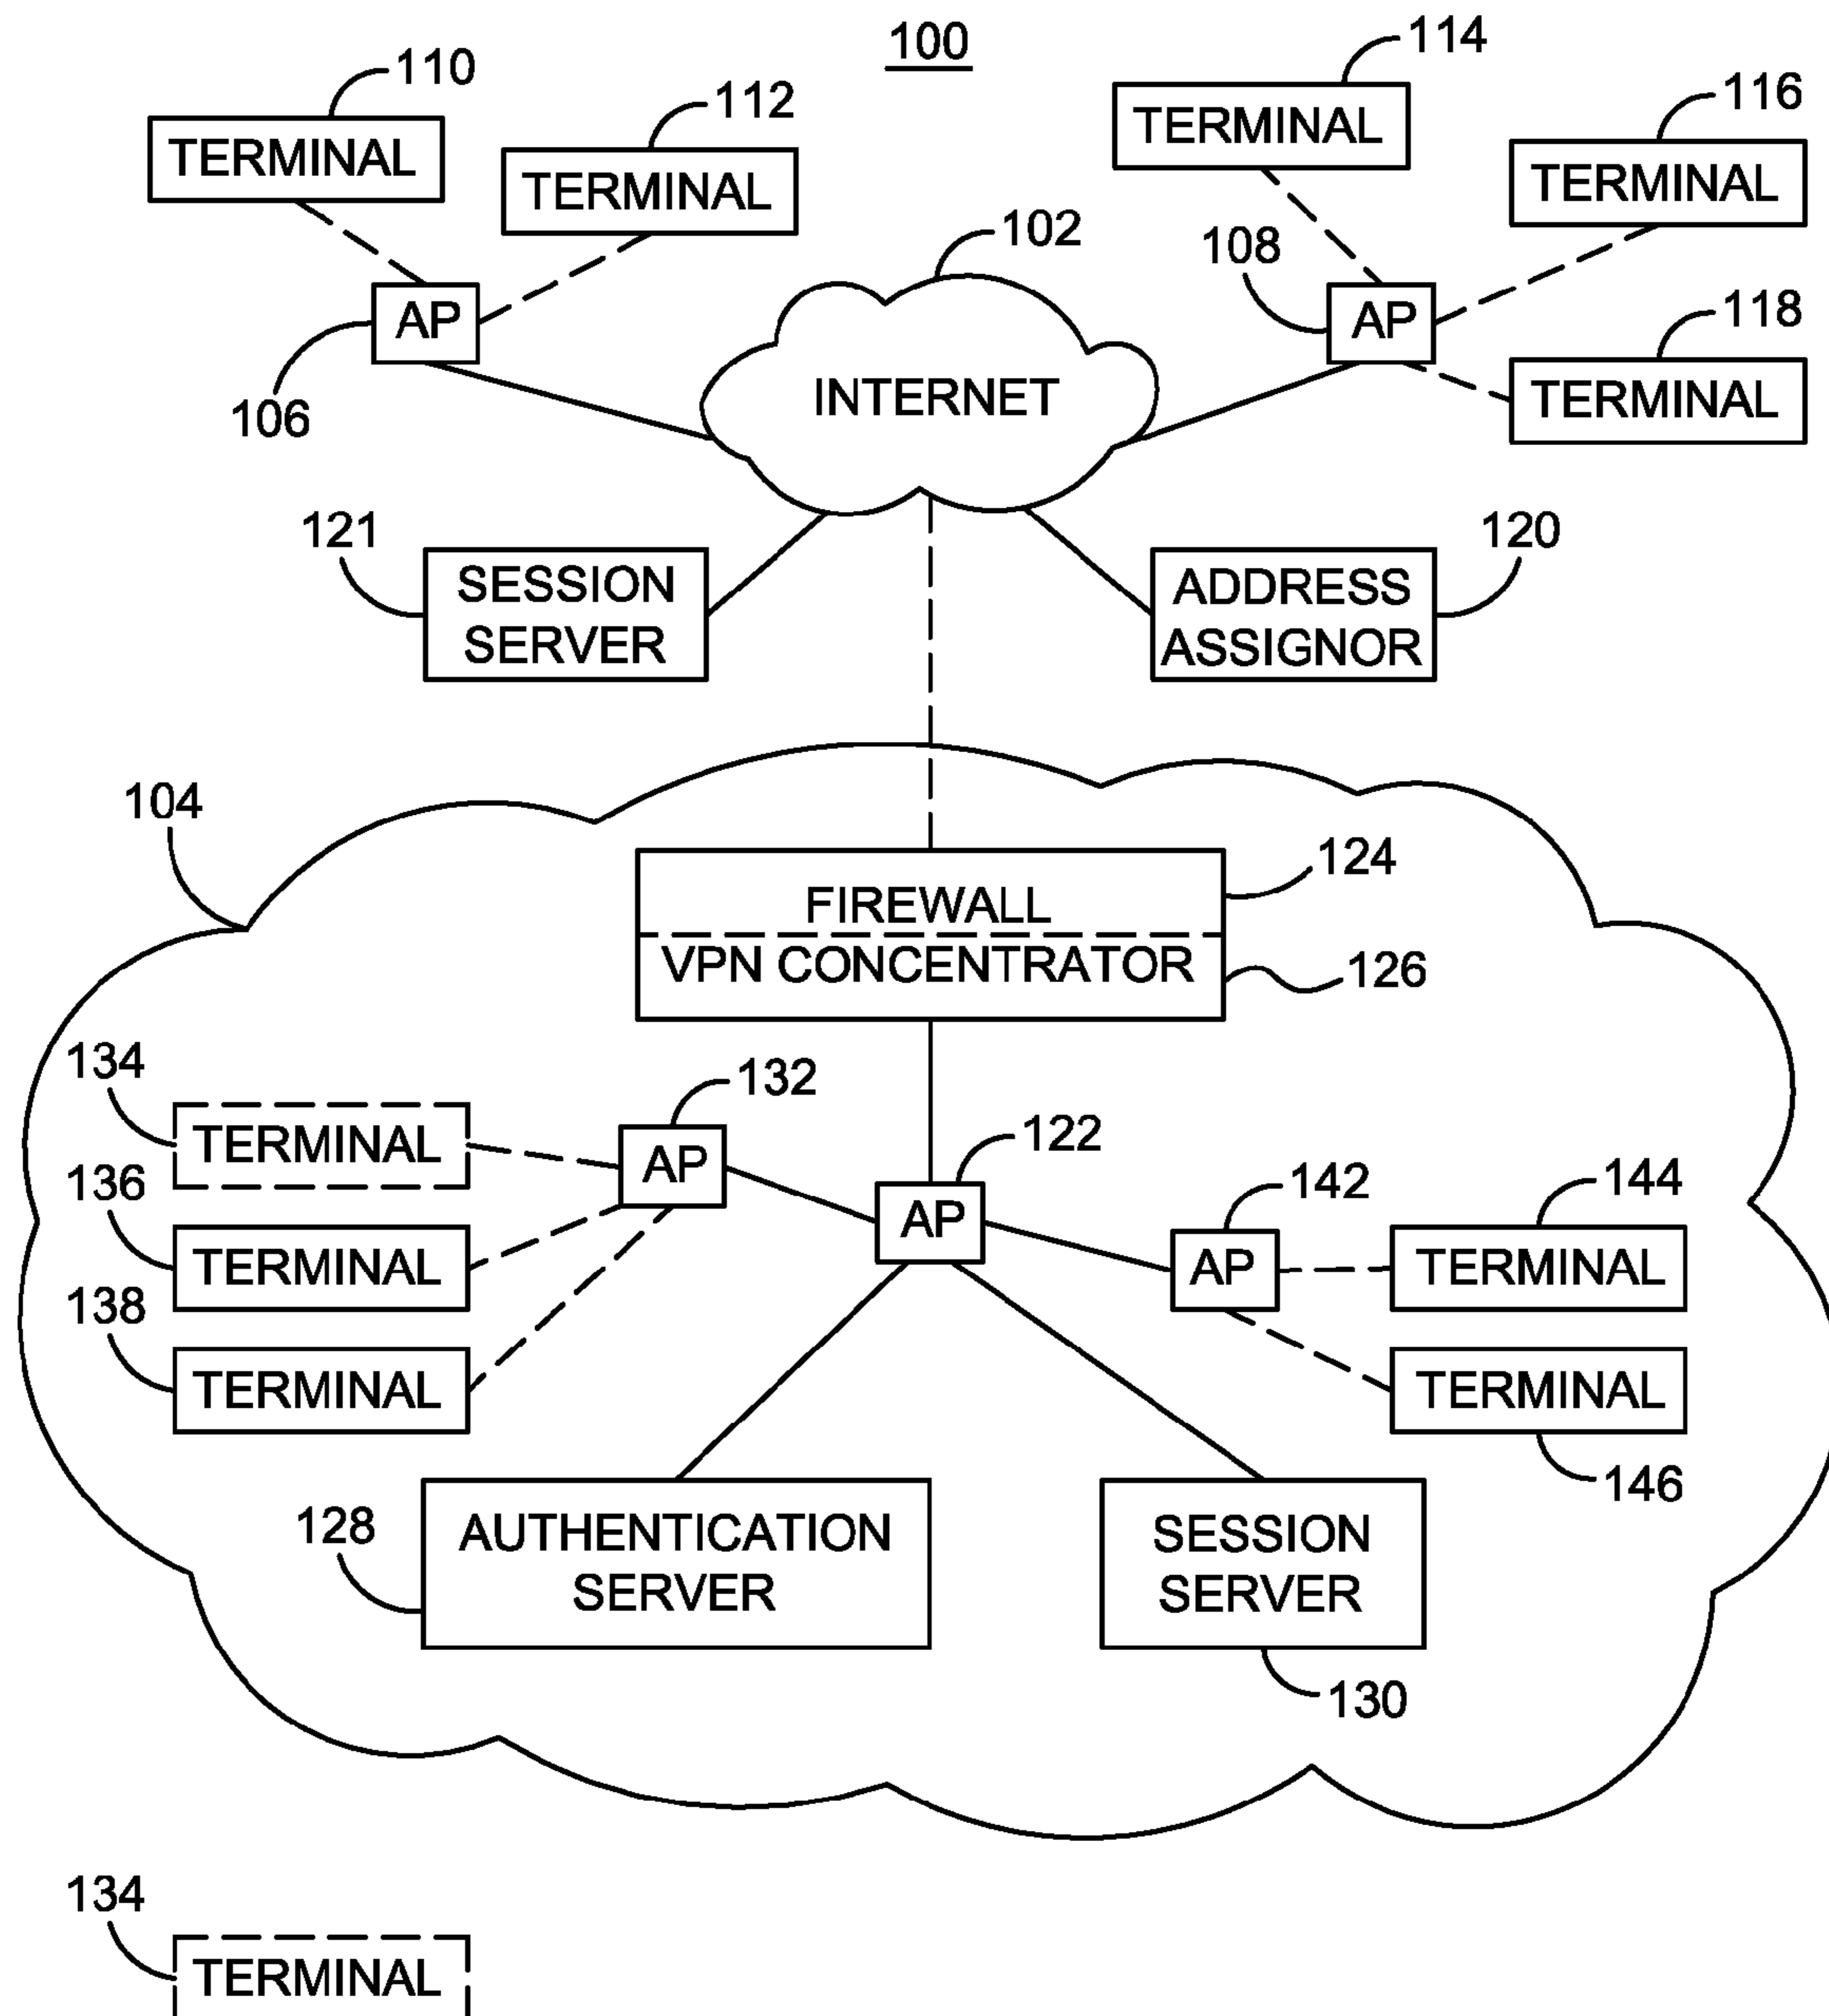 100
110
TERMINAL
112
TERMINAL
114
TERMINAL
116
TERMINAL
102
108
AP
AP
106
INTERNET
118
TERMINAL
121
SESSION
SERVER
120
ADDRESS
ASSIGNOR
104
124
FIREWALL
VPN CONCENTRATOR
126
134
TERMINAL
132
AP
122
AP
136
TERMINAL
142
AP
144
TERMINAL
138
TERMINAL
TERMINAL
146
128
AUTHENTICATION
SERVER
SESSION
SERVER
130
134
TERMINAL